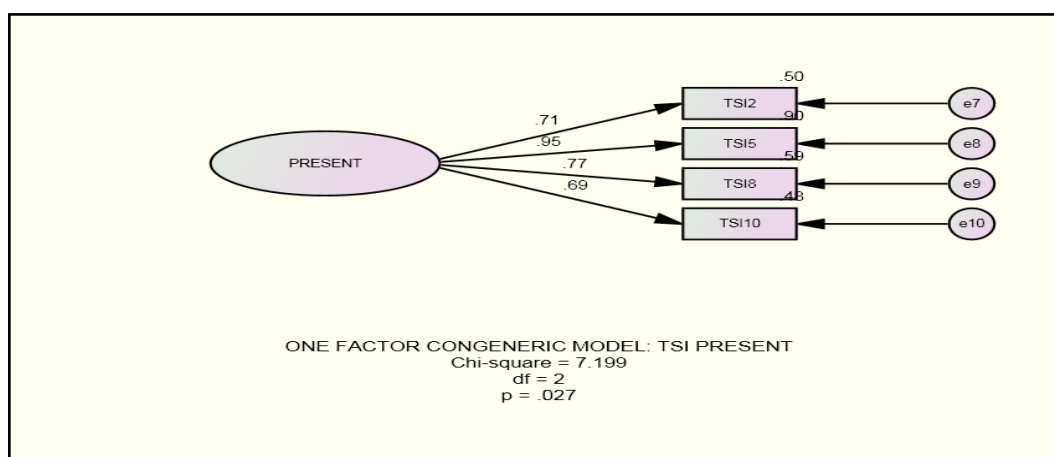 .50
TSI2
e7
.71
.90
.95
TSI5
e8
PRESENT
.59
.77
TSI8
e9
.69
.48
TSI10
e10
ONE FACTOR CONGENERIC MODEL: TSI PRESENT
Chi-square = 7.199
df = 2
p = .027